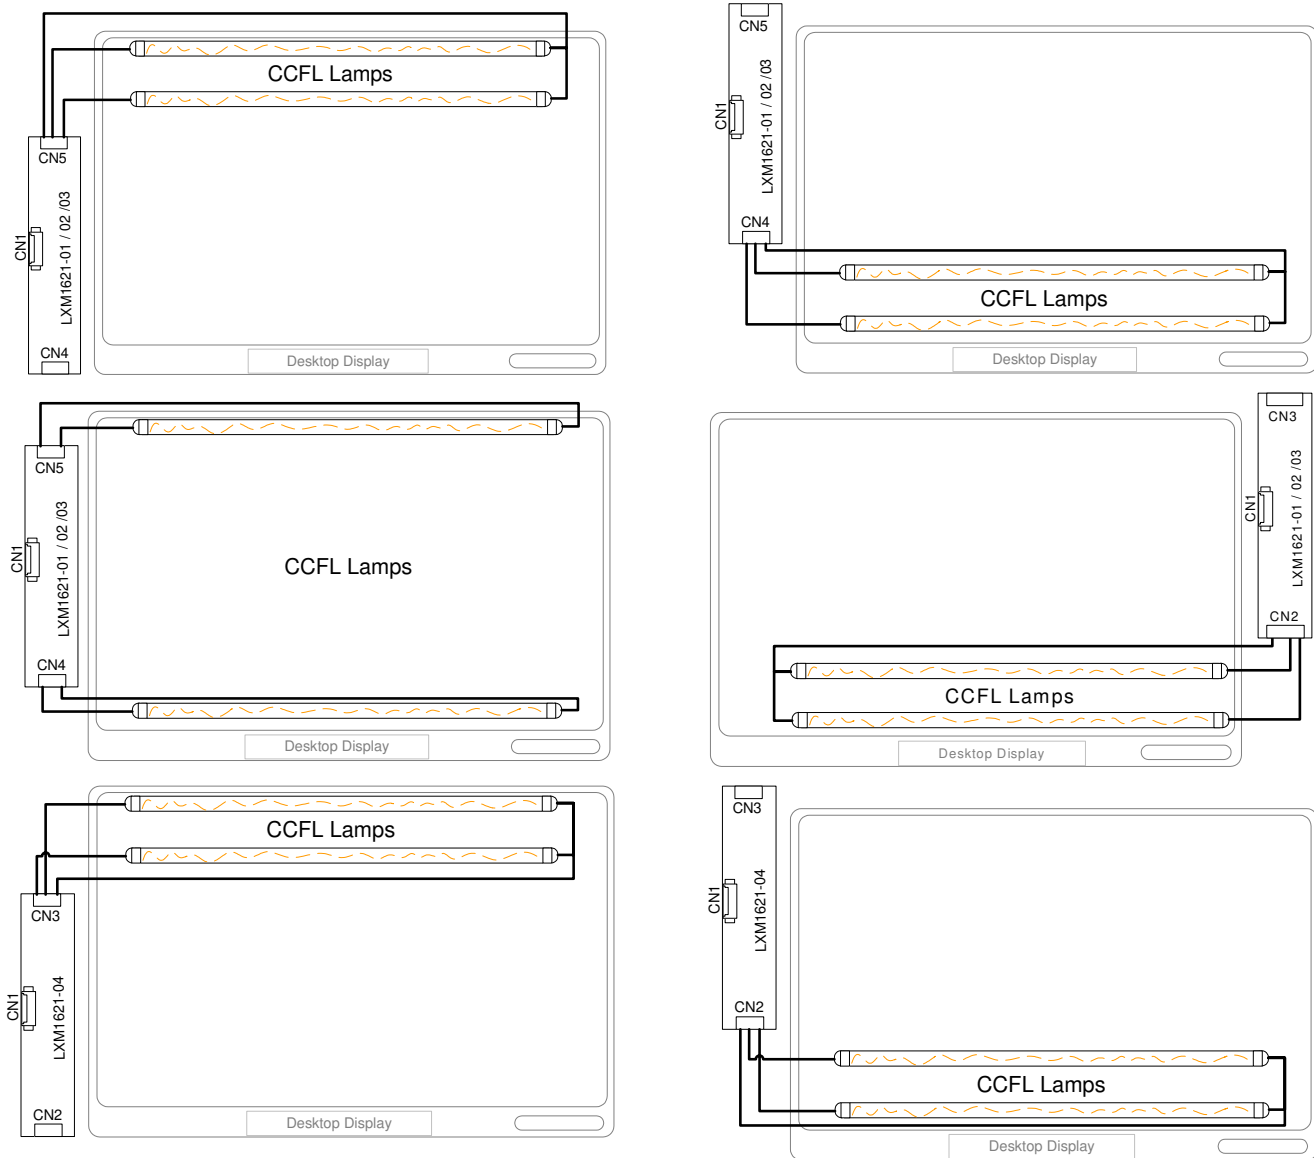 CCFL Lamps
CN5
CN1
LXM1621-01 / 02 /03
CN4
Desktop Display
CN5
CN1
LXM1621-01 / 02 /03
CN4
CCFL Lamps
Desktop Display
CN5
CN1
LXM1621-01 / 02 /03
CCFL Lamps
CN4
Desktop Display
CN3
CN1
LXM1621-01 / 02 /03
CN2
CCFL Lamps
Desktop Display
CCFL Lamps
CN3
CN1
LXM1621-04
CN2
Desktop Display
CN3
CN1
LXM1621-04
CN2
CCFL Lamps
Desktop Display